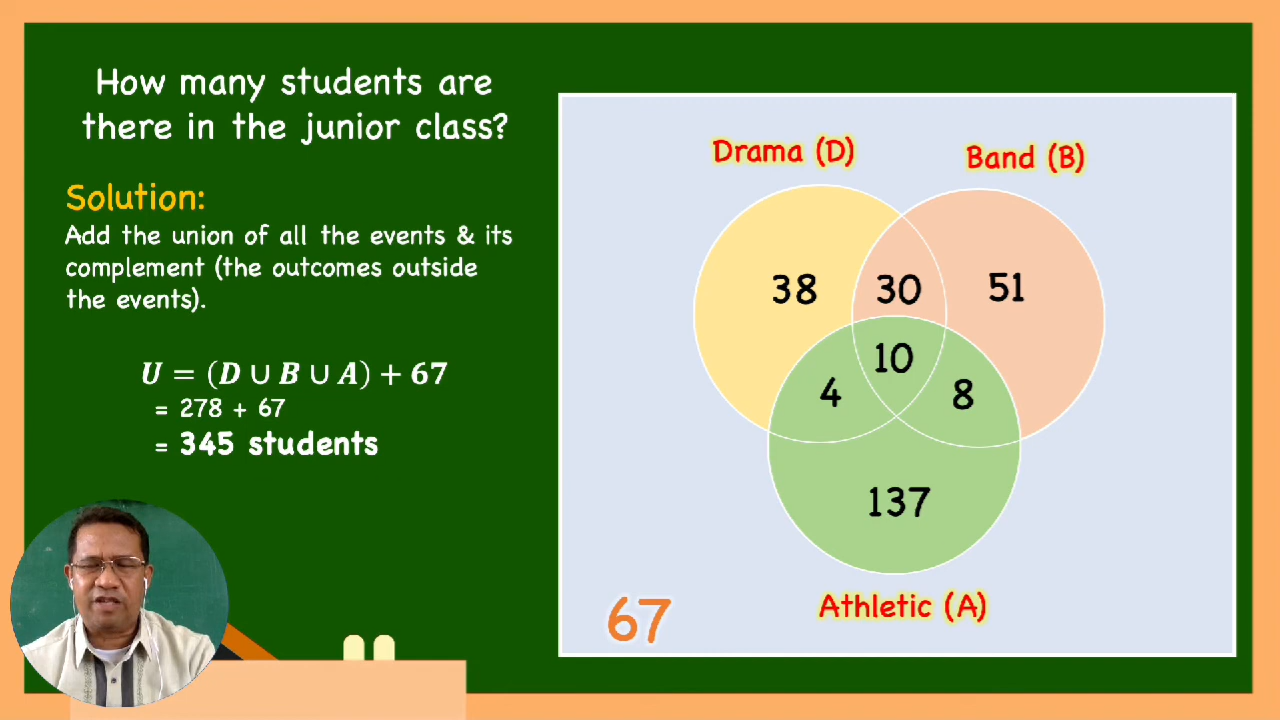 How many students are
there in the junior class?
Solution:
Add the union of all the events & its
complement (the outcomes outside
the events).
U = (D ∪ B ∪ A) + 67
= 278 + 67
= 345 students
Drama (D)
Band (B)
38
30
51
10
4
8
137
Athletic (A)
67